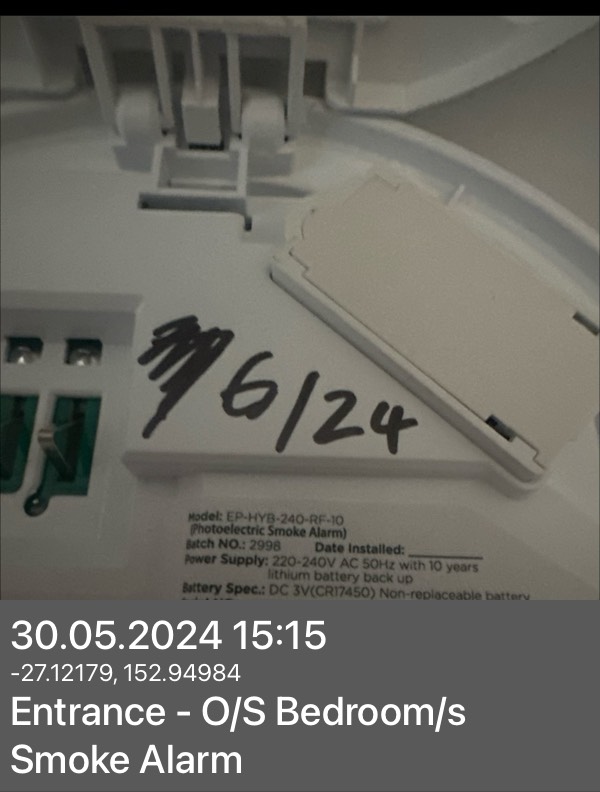 6/24
Model: EP-HYB-240-RF-10
(Photoelectric Smoke Alarm)
Batch NO.: 2998 Date Installed:
Power Supply: 220-240V AC 50Hz with 10 years
lithium battery back up
Battery Spec.: DC 3V(CR17450) Non-replaceable battery
30.05.2024 15:15
-27.12179, 152.94984
Entrance - O/S Bedroom/s
Smoke Alarm